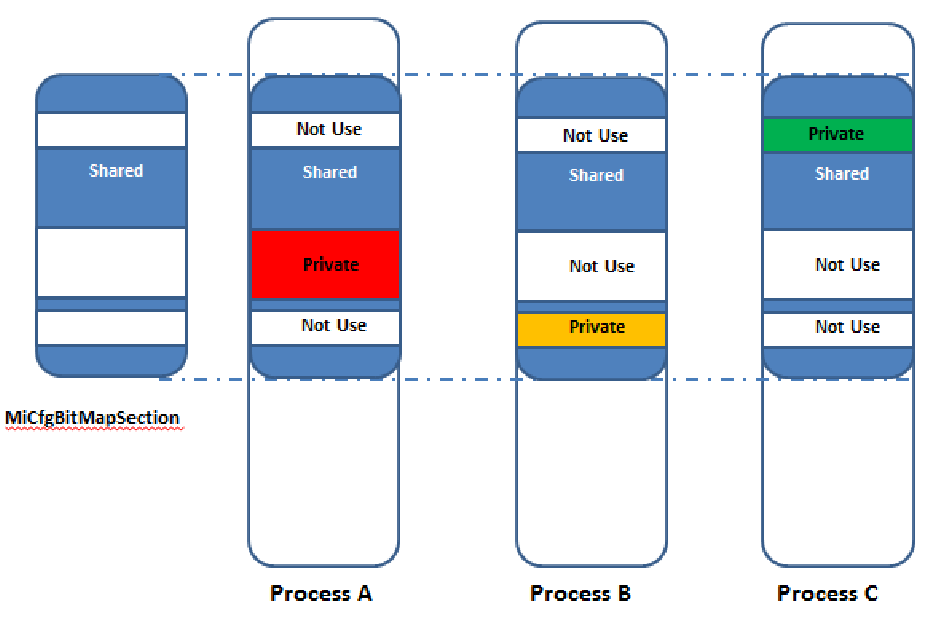 Not Use
Not Use
Private
Shared
Shared
Shared
Shared
Private
Not Use
Not Use
Not Use
Private
Not Use
MiCfgBitMapSection
Process A
Process B
Process C